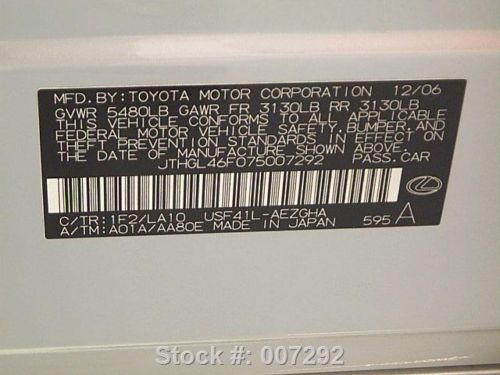 MFD. BY: TOYOTA MOTOR CORPORATION 12/06
GVWR 5480LB GAWR FR 3130LB RR 3130LB
THIS VEHICLE CONFORMS TO ALL APPLICABLE
FEDERAL MOTOR VEHICLE SAFETY, BUMPER, AND
THEFT PREVENTION STANDARDS IN EFFECT ON
THE DATE OF MANUFACTURE SHOWN ABOVE.
JTHGL46F075007292 PASS. CAR
C/TR: 1F2/LA10 USF41L-AEZGHA
A/TM: A01A/AA80E MADE IN JAPAN 595 A
Stock #: 007292